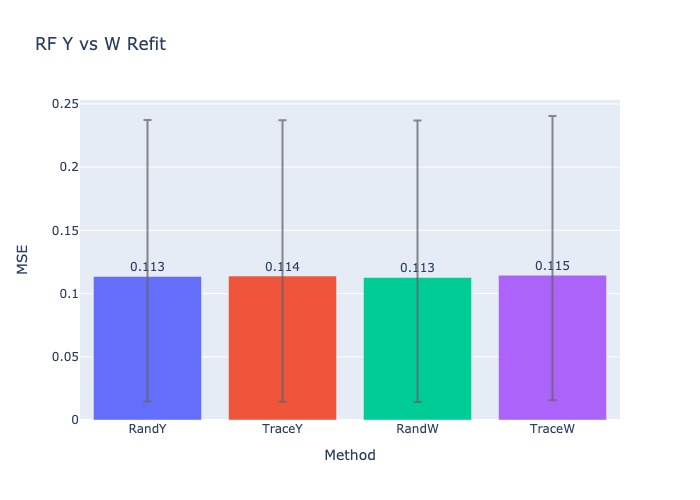 RF Y vs W Refit
MSE
0.25
0.2
0.15
0.1
0.05
0
0.113
0.114
0.113
0.115
RandY
TraceY
RandW
TraceW
Method